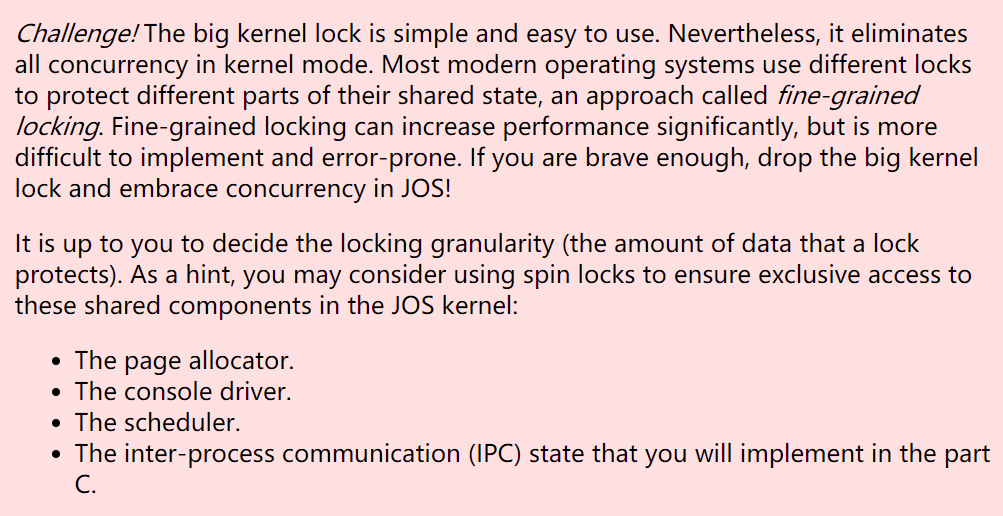 Challenge! The big kernel lock is simple and easy to use. Nevertheless, it eliminates
all concurrency in kernel mode. Most modern operating systems use different locks
to protect different parts of their shared state, an approach called fine-grained
locking. Fine-grained locking can increase performance significantly, but is more
difficult to implement and error-prone. If you are brave enough, drop the big kernel
lock and embrace concurrency in JOS!
It is up to you to decide the locking granularity (the amount of data that a lock
protects). As a hint, you may consider using spin locks to ensure exclusive access to
these shared components in the JOS kernel:
• The page allocator.
• The console driver.
• The scheduler.
• The inter-process communication (IPC) state that you will implement in the part
C.